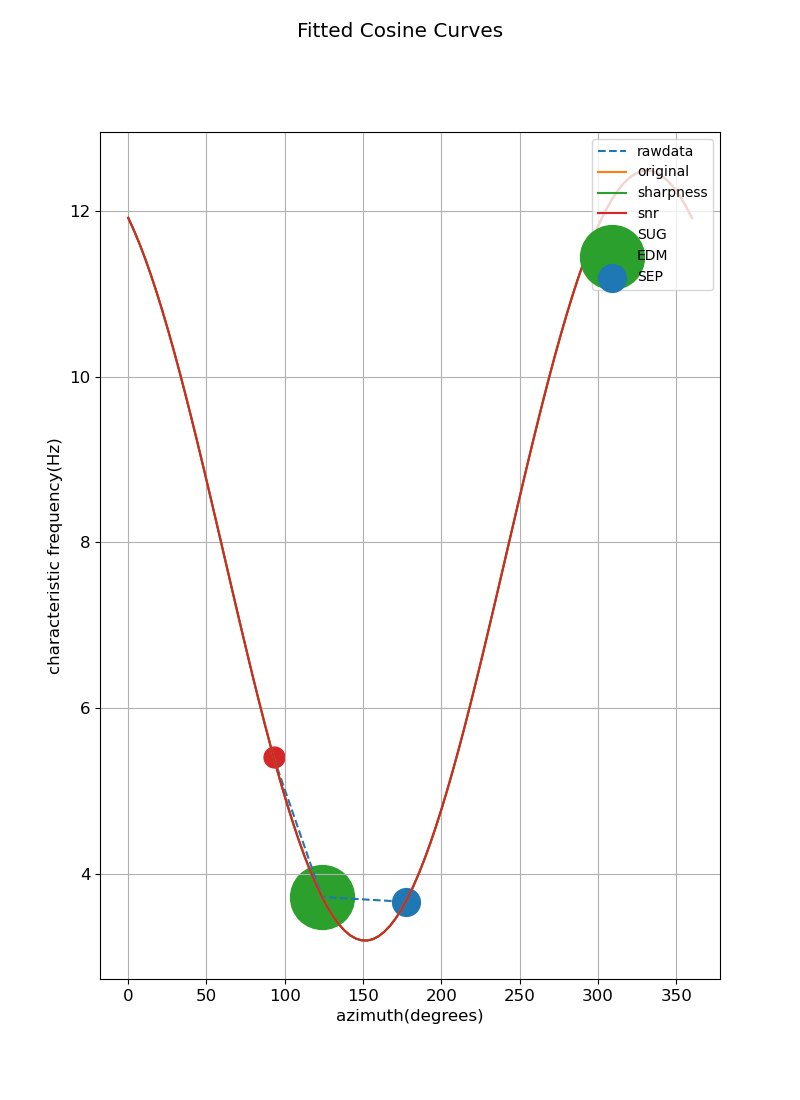 Fitted Cosine Curves
rawdata
original
sharpness
snr
SUG
EDM
SEP
12
10
8
6
4
characteristic frequency(Hz)
0 50 100 150 200 250 300 350
azimuth(degrees)